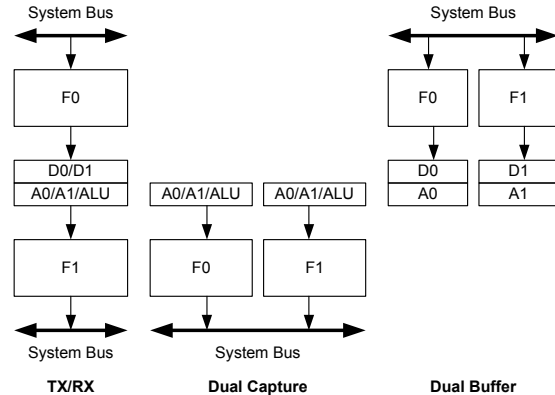 System Bus
F0
D0/D1
A0/A1/ALU
F1
System Bus
TX/RX
A0/A1/ALU
A0/A1/ALU
F0
F1
System Bus
Dual Capture
System Bus
F0
F1
D0
D1
A0
A1
Dual Buffer